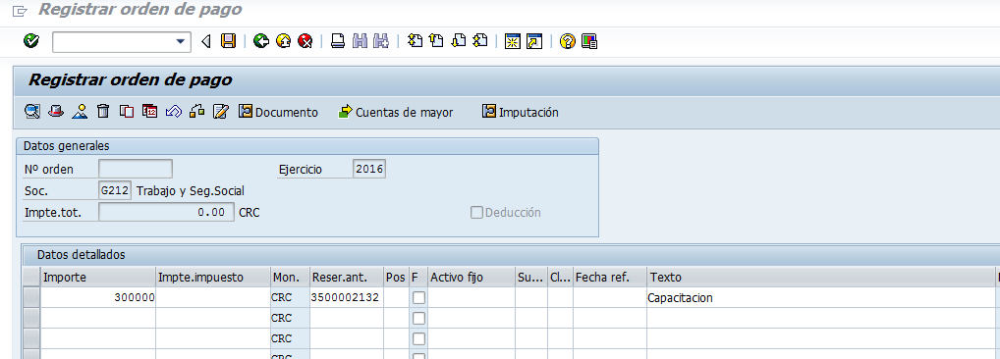 Registrar orden de pago
Registrar orden de pago
Documento Cuentas de mayor Imputación
Datos generales
Nº orden Ejercicio 2016
Soc. G212 Trabajo y Seg.Social
Impte.tot. 0.00 CRC Deducción
Datos detallados
Importe Impte.impuesto Mon. Reser.ant. Pos F Activo fijo Su... Cl... Fecha ref. Texto
300000 CRC 3500002132 Capacitacion
CRC
CRC
CRC